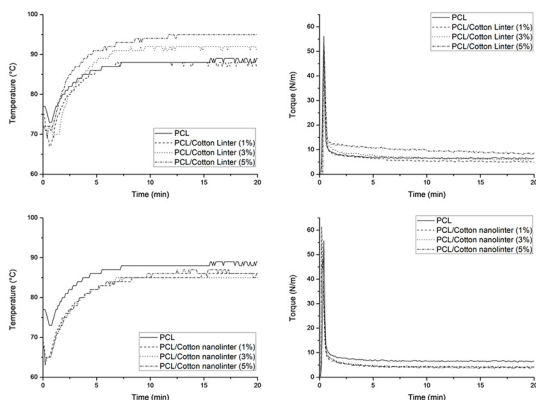 100
90
80
70
60
Temperature (°C)
0
5
10
15
20
Time (min)
PCL
PCL/Cotton Linter (1%)
PCL/Cotton Linter (3%)
PCL/Cotton Linter (5%)
60
50
40
30
20
10
0
Torque (N/m)
0
5
10
15
20
Time (min)
PCL
PCL/Cotton Linter (1%)
PCL/Cotton Linter (3%)
PCL/Cotton Linter (5%)
100
90
80
70
60
Temperature (°C)
0
5
10
15
20
Time (min)
PCL
PCL/Cotton nanolinter (1%)
PCL/Cotton nanolinter (3%)
PCL/Cotton nanolinter (5%)
60
50
40
30
20
10
0
Torque (N/m)
0
5
10
15
20
Time (min)
PCL
PCL/Cotton nanolinter (1%)
PCL/Cotton nanolinter (3%)
PCL/Cotton nanolinter (5%)